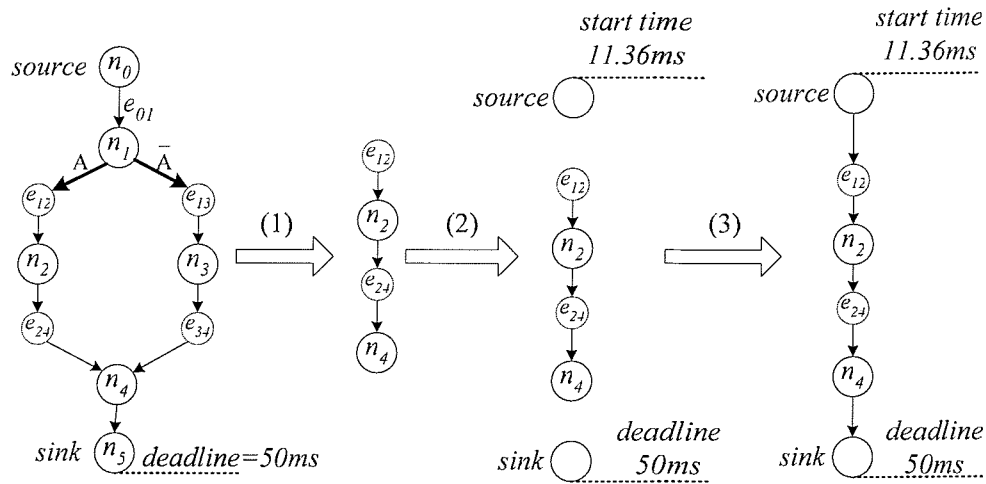 source n0
e01
n1
A Ā
e12 e13
n2 n3
e24 e34
n4
sink n5 deadline=50ms
(1)
e12
n2
e24
n4
(2)
start time
11.36ms
source
e12
n2
e24
n4
sink
deadline
50ms
(3)
start time
11.36ms
source
e12
n2
e24
n4
sink
deadline
50ms